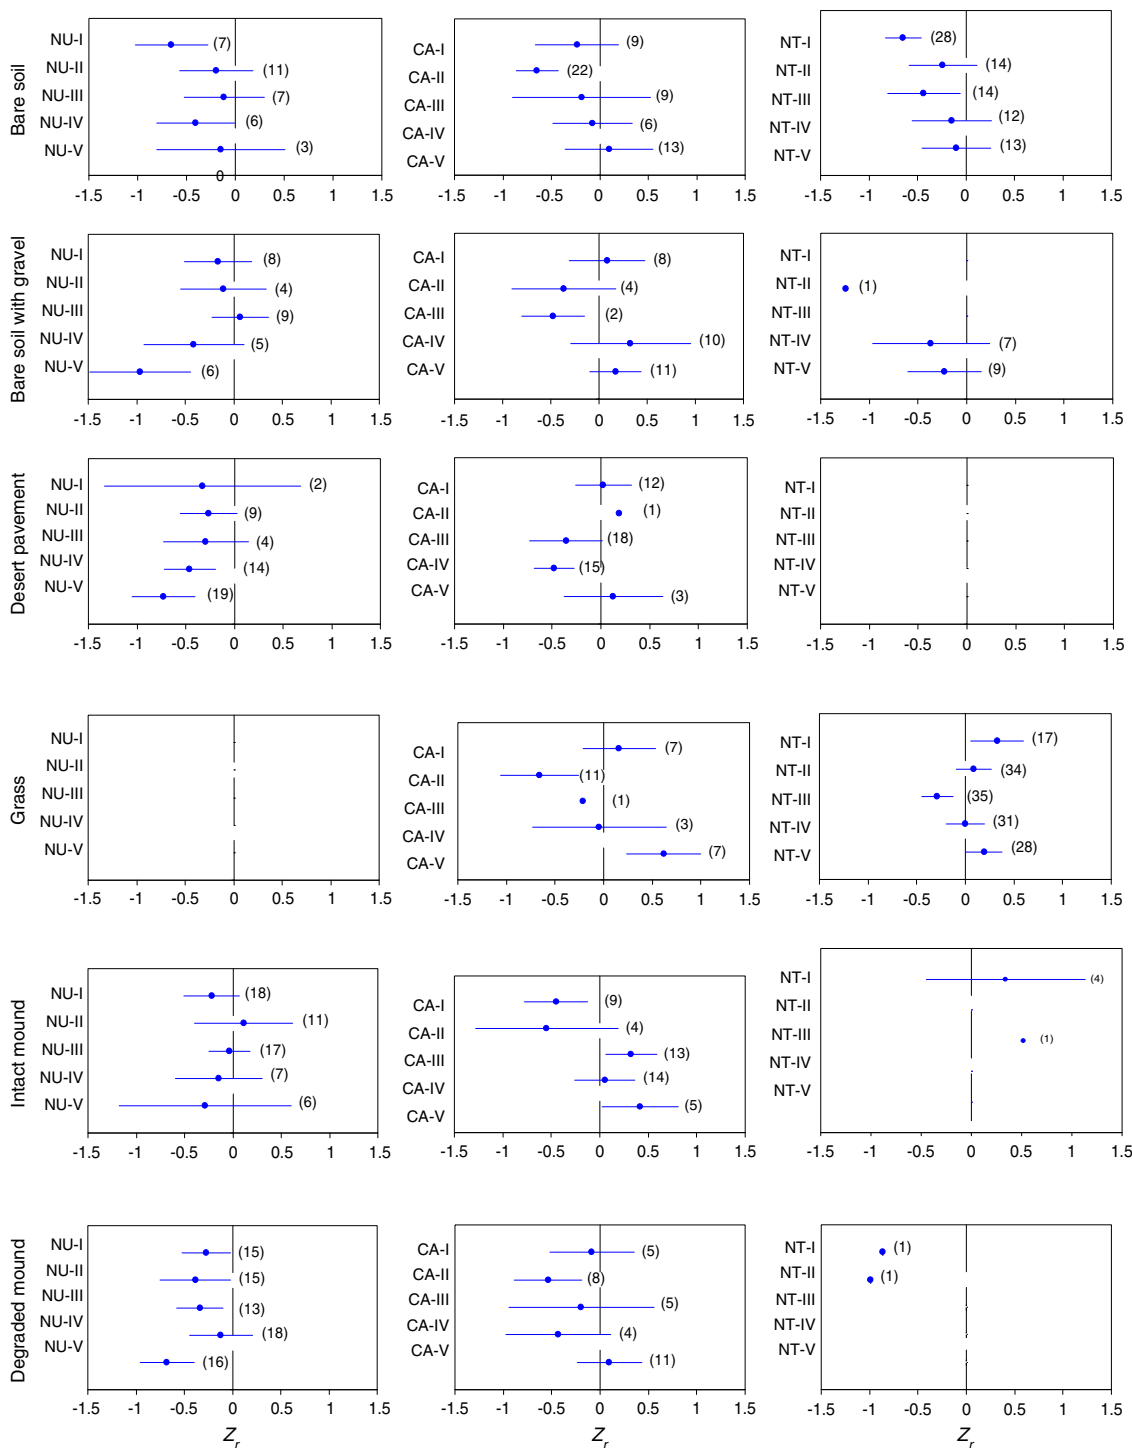 Bare soil
NU-I
(7)
NU-II
(11)
NU-III
(7)
NU-IV
(6)
NU-V
(3)
0
-1.5 -1 -0.5 0 0.5 1 1.5
CA-I
(9)
CA-II
(22)
CA-III
(9)
CA-IV
(6)
CA-V
(13)
-1.5 -1 -0.5 0 0.5 1 1.5
NT-I
(28)
NT-II
(14)
NT-III
(14)
NT-IV
(12)
NT-V
(13)
-1.5 -1 -0.5 0 0.5 1 1.5
Bare soil with gravel
NU-I
(8)
NU-II
(4)
NU-III
(9)
NU-IV
(5)
NU-V
(6)
-1.5 -1 -0.5 0 0.5 1 1.5
CA-I
(8)
CA-II
(4)
CA-III
(2)
CA-IV
(10)
CA-V
(11)
-1.5 -1 -0.5 0 0.5 1 1.5
NT-I
NT-II
(1)
NT-III
NT-IV
(7)
NT-V
(9)
-1.5 -1 -0.5 0 0.5 1 1.5
Desert pavement
NU-I
(2)
NU-II
(9)
NU-III
(4)
NU-IV
(14)
NU-V
(19)
-1.5 -1 -0.5 0 0.5 1 1.5
CA-I
(12)
CA-II
(1)
CA-III
(18)
CA-IV
(15)
CA-V
(3)
-1.5 -1 -0.5 0 0.5 1 1.5
NT-I
NT-II
NT-III
NT-IV
NT-V
-1.5 -1 -0.5 0 0.5 1 1.5
Grass
NU-I
NU-II
NU-III
NU-IV
NU-V
-1.5 -1 -0.5 0 0.5 1 1.5
CA-I
(7)
CA-II
(11)
CA-III
(1)
CA-IV
(3)
CA-V
(7)
-1.5 -1 -0.5 0 0.5 1 1.5
NT-I
(17)
NT-II
(34)
NT-III
(35)
NT-IV
(31)
NT-V
(28)
-1.5 -1 -0.5 0 0.5 1 1.5
Intact mound
NU-I
(18)
NU-II
(11)
NU-III
(17)
NU-IV
(7)
NU-V
(6)
-1.5 -1 -0.5 0 0.5 1 1.5
CA-I
(9)
CA-II
(4)
CA-III
(13)
CA-IV
(14)
CA-V
(5)
-1.5 -1 -0.5 0 0.5 1 1.5
NT-I
(4)
NT-II
NT-III
(1)
NT-IV
NT-V
-1.5 -1 -0.5 0 0.5 1 1.5
Degraded mound
NU-I
(15)
NU-II
(15)
NU-III
(13)
NU-IV
(18)
NU-V
(16)
-1.5 -1 -0.5 0 0.5 1 1.5
Zr
CA-I
(5)
CA-II
(8)
CA-III
(5)
CA-IV
(4)
CA-V
(11)
-1.5 -1 -0.5 0 0.5 1 1.5
Zr
NT-I
(1)
NT-II
(1)
NT-III
NT-IV
NT-V
-1.5 -1 -0.5 0 0.5 1 1.5
Zr